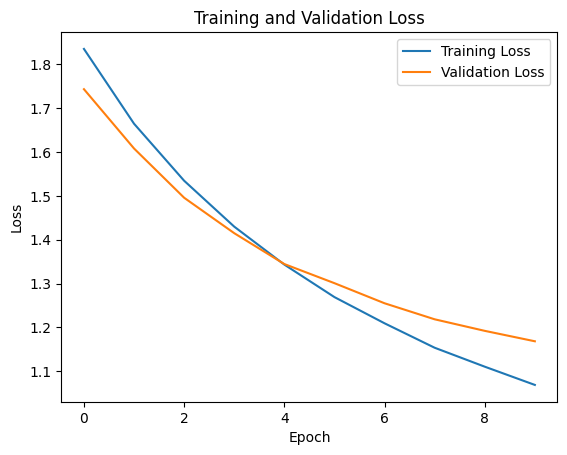 Training and Validation Loss
Training Loss
Validation Loss
1.8
1.7
1.6
1.5
1.4
1.3
1.2
1.1
Loss
0
2
4
6
8
Epoch